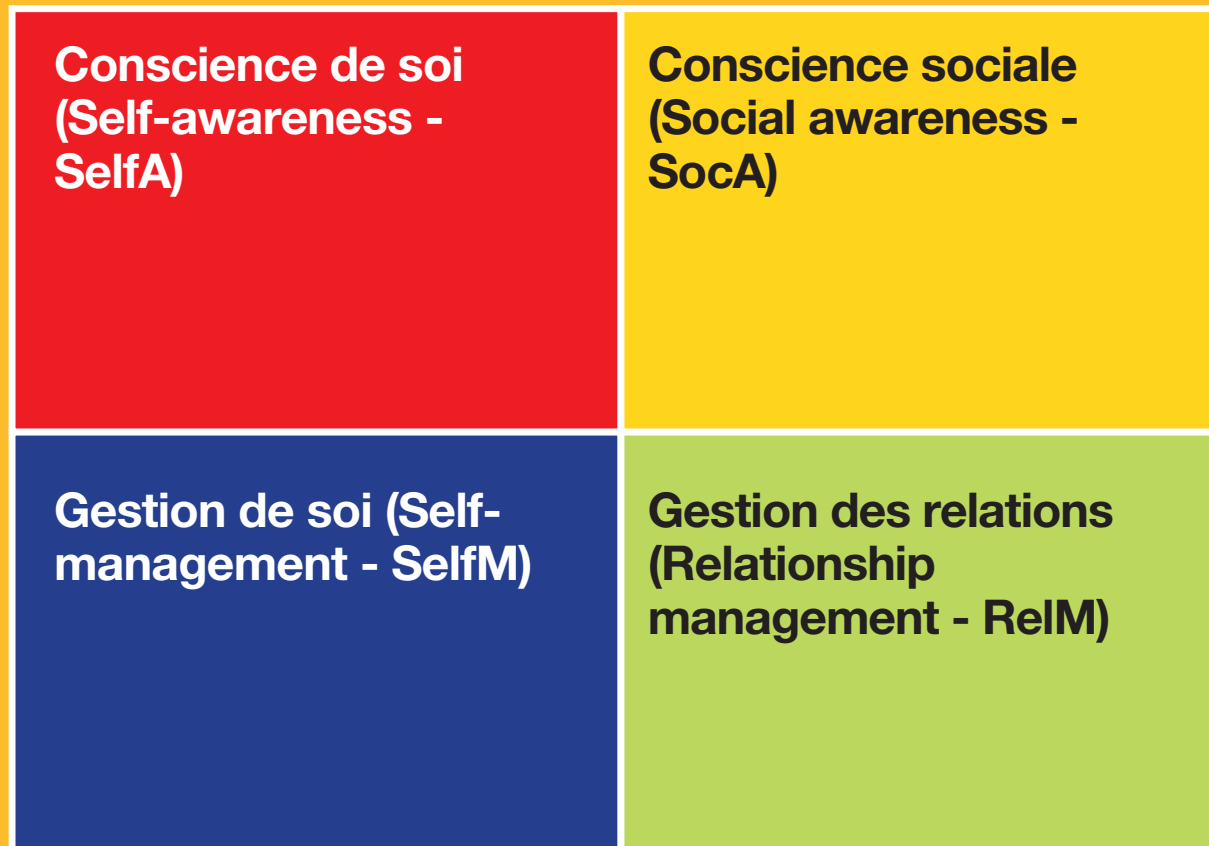 Conscience de soi
(Self-awareness -
SelfA)
Conscience sociale
(Social awareness -
SocA)
Gestion de soi (Self-
management - SelfM)
Gestion des relations
(Relationship
management - RelM)